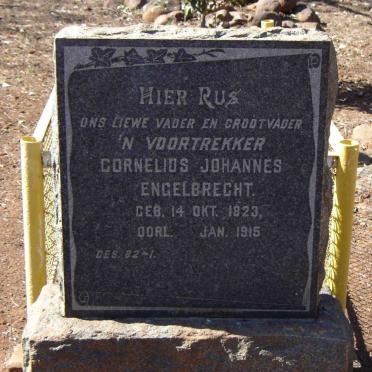 HIER RUS
ONS LIEWE VADER EN GROOTVADER
'N VOORTREKKER
CORNELIUS JOHANNES
ENGELBRECHT.
GEB. 14 OKT. 1823,
OORL. JAN. 1915
GES. 82-1.